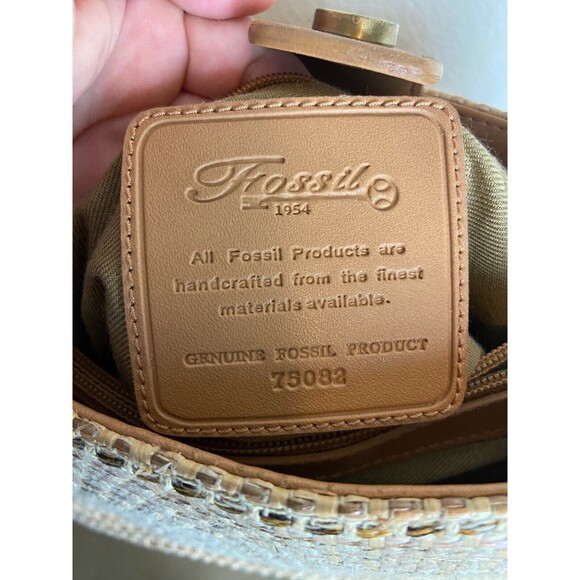 Fossil
1954
All Fossil Products are
handcrafted from the finest
materials available.
GENUINE FOSSIL PRODUCT
75082